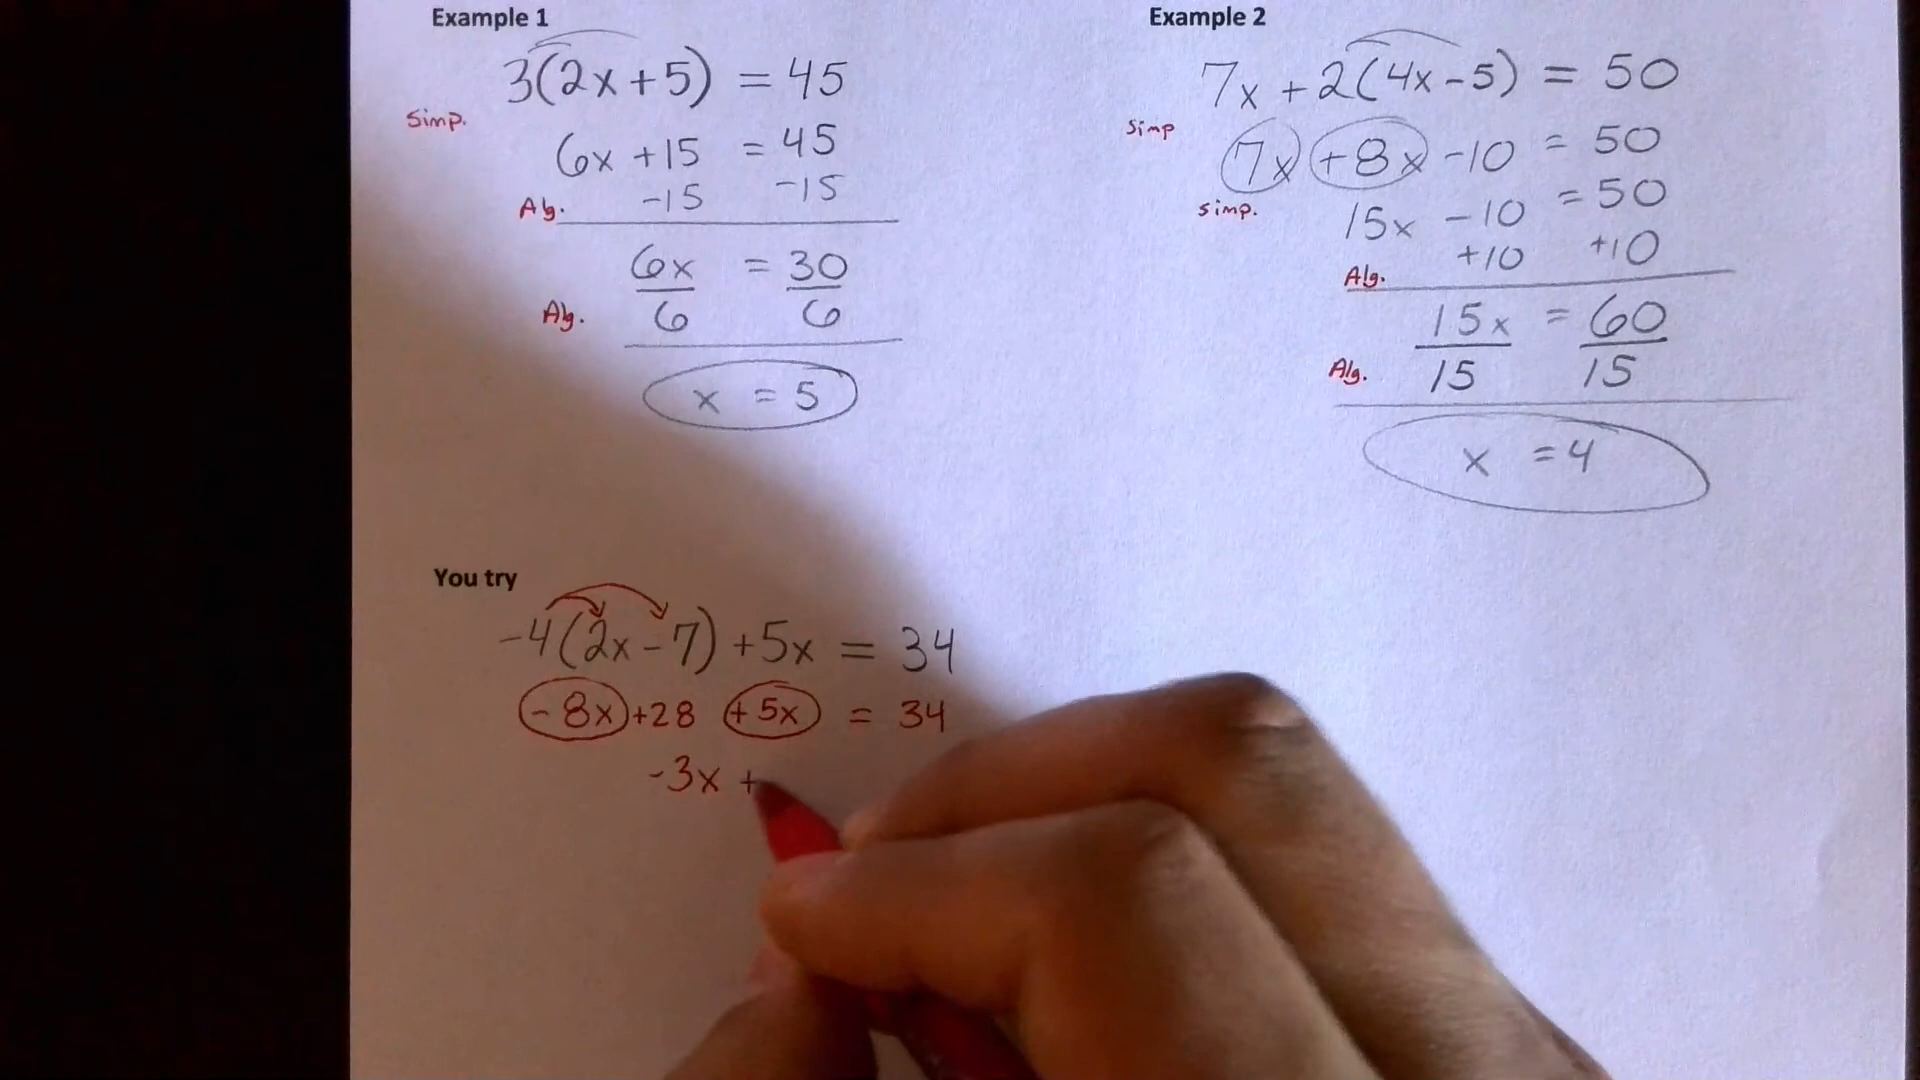 Example 1
3(2x+5) = 45
Simp.
6x +15 = 45
-15 -15
Alg.
6x = 30
6 6
Alg.
x = 5
Example 2
7x +2(4x-5) = 50
Simp
7x +8x -10 = 50
Simp.
15x -10 = 50
+10 +10
Alg.
15x = 60
15 15
Alg.
x = 4
You try
-4(2x-7) +5x = 34
-8x +28 +5x = 34
-3x +